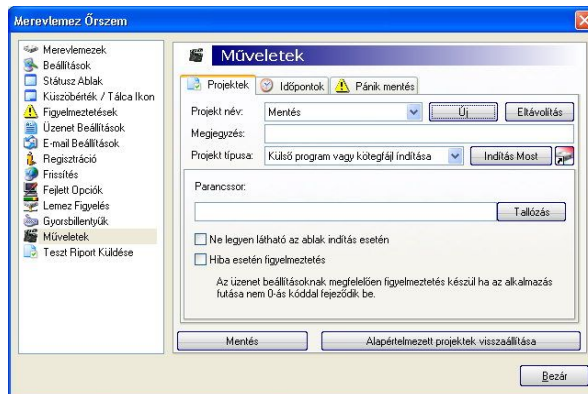 Merevlemez Őrszem
Merevlemezek
Beállítások
Státusz Ablak
Küszöbérték / Tálca Ikon
Figyelmeztetések
Üzenet Beállítások
E-mail Beállítások
Regisztráció
Frissítés
Fejlett Opciók
Lemez Figyelés
Gyorsbillentyűk
Műveletek
Teszt Riport Küldése
Műveletek
Projektek Időpontok Pánik mentés
Projekt név: Mentés Új Eltávolítás
Megjegyzés:
Projekt típusa: Külső program vagy kötegfájl indítása Indítás Most
Parancssor:
Tallózás
Ne legyen látható az ablak indítás esetén
Hiba esetén figyelmeztetés
Az üzenet beállításoknak megfelelően figyelmeztetés készül ha az alkalmazás
futása nem 0-ás kóddal fejeződik be.
Mentés Alapértelmezett projektek visszaállítása
Bezár